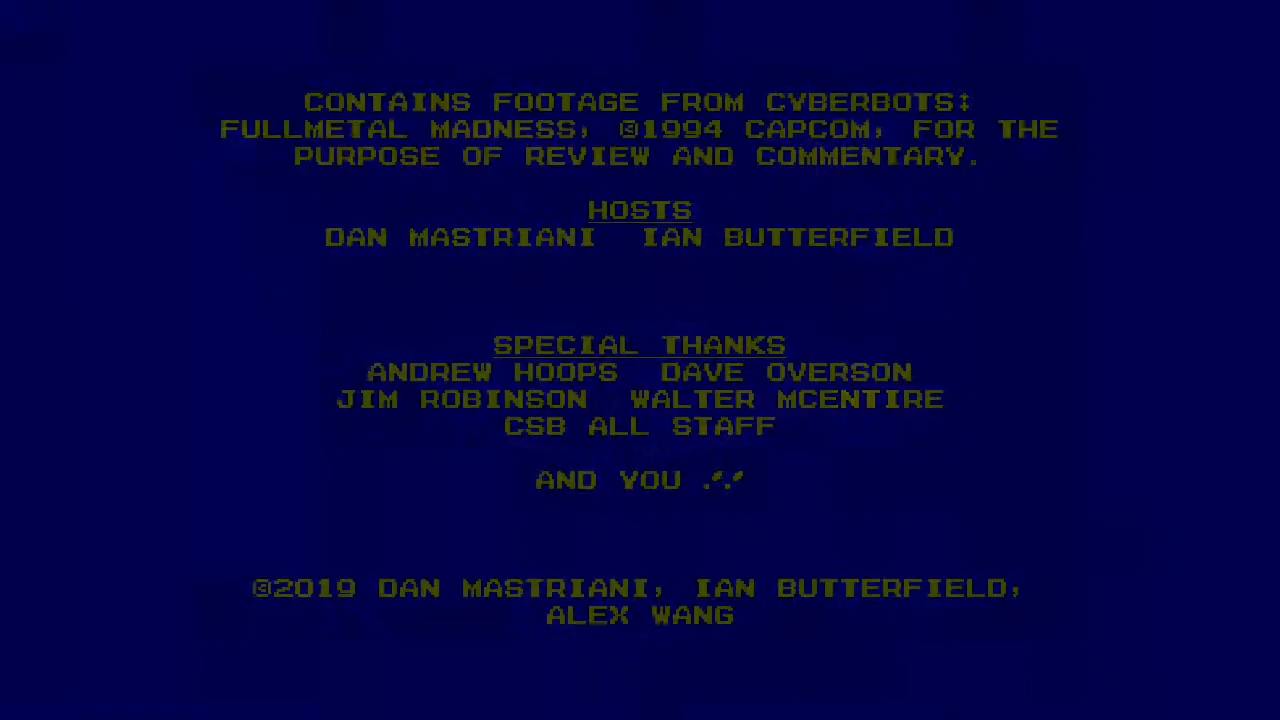 CONTAINS FOOTAGE FROM CYBERBOTS:
FULLMETAL MADNESS, ©1994 CAPCOM, FOR THE
PURPOSE OF REVIEW AND COMMENTARY.
HOSTS
DAN MASTRIANI IAN BUTTERFIELD
SPECIAL THANKS
ANDREW HOOPS DAVE OVERSON
JIM ROBINSON WALTER MCENTIRE
CSB ALL STAFF
AND YOU !!
©2019 DAN MASTRIANI, IAN BUTTERFIELD,
ALEX WANG